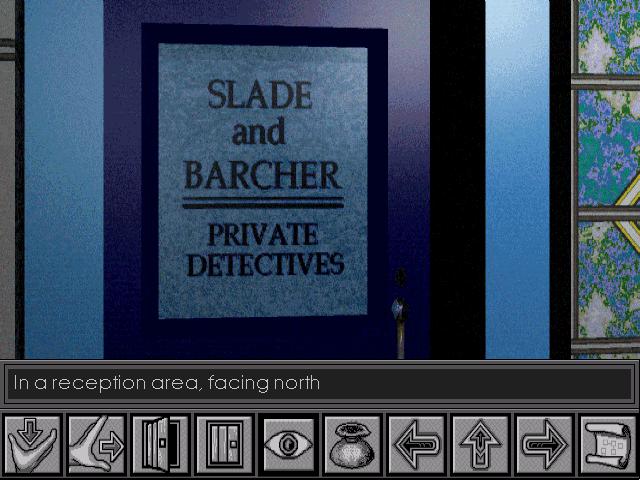 SLADE
and
BARCHER
PRIVATE
DETECTIVES
In a reception area, facing north